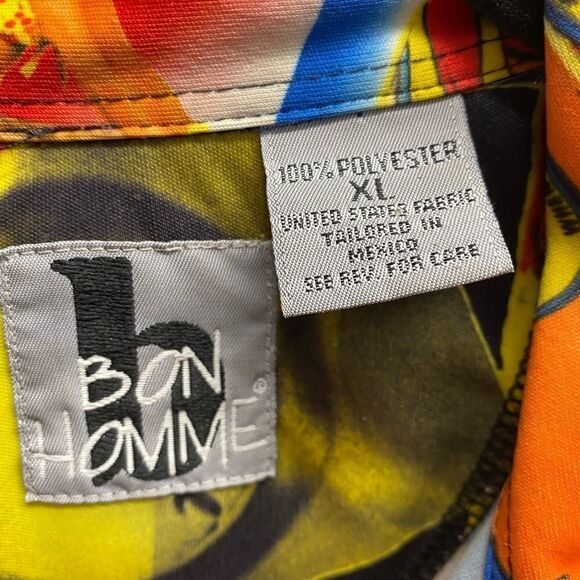 100% POLYESTER
XL
UNITED STATES FABRIC
TAILORED IN
MEXICO
SEE REV. FOR CARE
b
BON
HOMME®